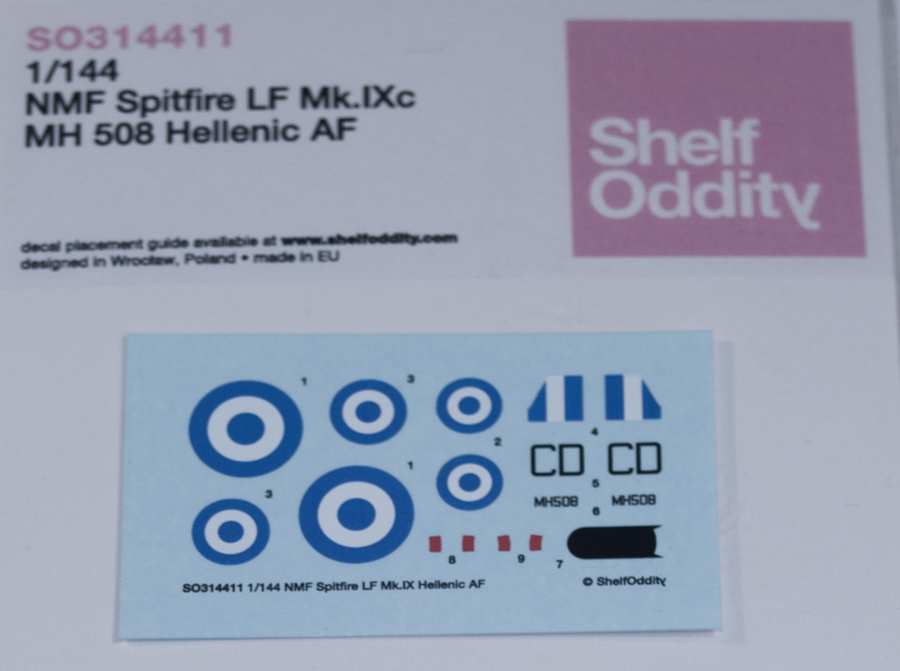 SO314411
1/144
NMF Spitfire LF Mk.IXc
MH 508 Hellenic AF
Shelf
Oddity
decal placement guide available at www.shelfoddity.com
designed in Wrocław, Poland • made in EU
1
3
2
4
CD CD
5
MH508 MH508
6
3
1
8
9
7
SO314411 1/144 NMF Spitfire LF Mk.IX Hellenic AF
© ShelfOddity